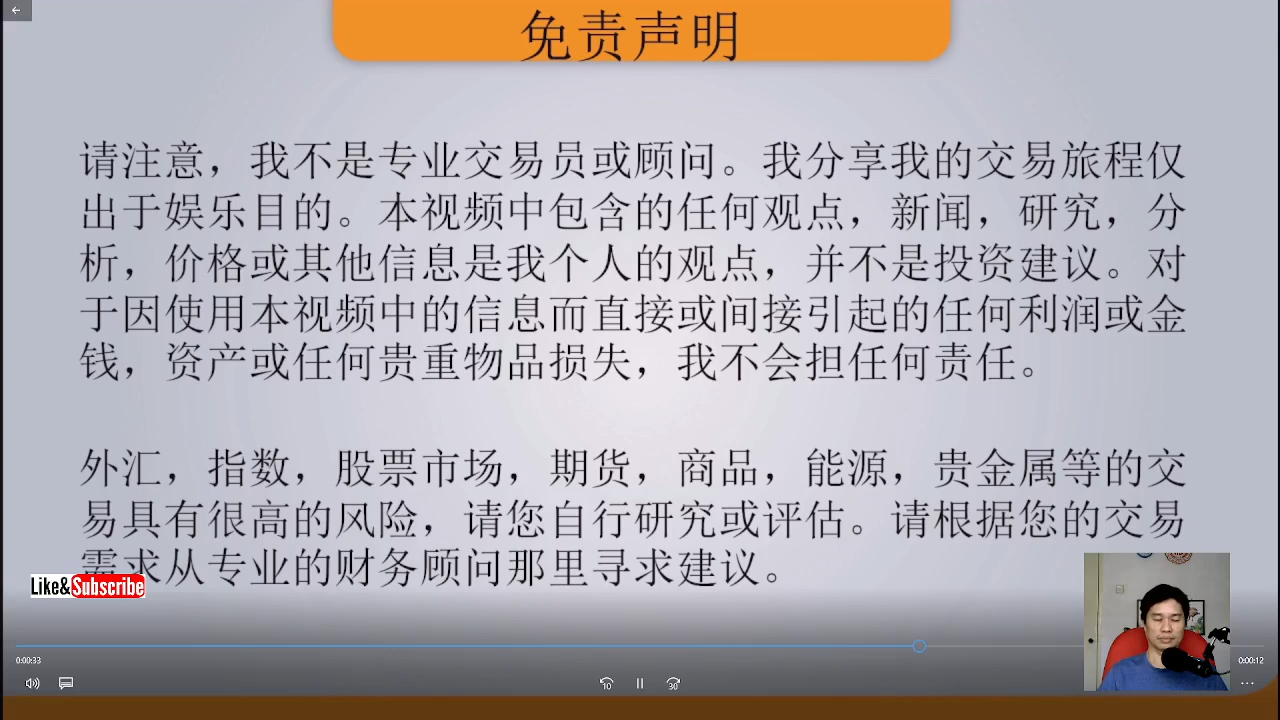 免责声明
请注意，我不是专业交易员或顾问。我分享我的交易旅程仅
出于娱乐目的。本视频中包含的任何观点，新闻，研究，分
析，价格或其他信息是我个人的观点，并不是投资建议。对
于因使用本视频中的信息而直接或间接引起的任何利润或金
钱，资产或任何贵重物品损失，我不会担任何责任。
外汇，指数，股票市场，期货，商品，能源，贵金属等的交
易具有很高的风险，请您自行研究或评估。请根据您的交易
需求从专业的财务顾问那里寻求建议。
Like&Subscribe
0:00:33
0:00:12
10
30